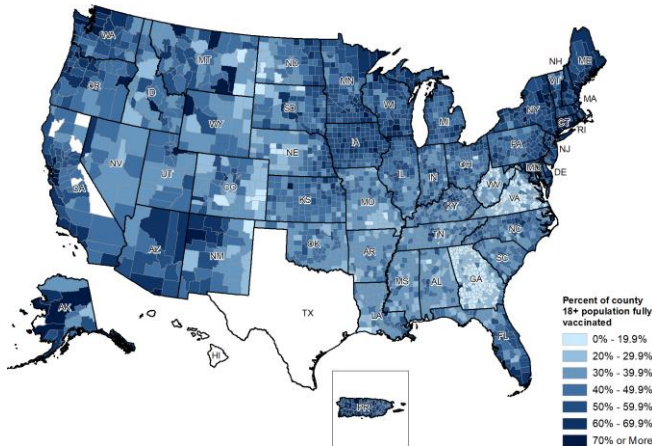 WA
MT
ND
MN
OR
ID
SD
WY
WI
MI
NH
VT
ME
NY
MA
CT
RI
NV
UT
CO
NE
IA
IL
IN
OH
PA
NJ
MD
DE
CA
KS
MO
KY
WV
VA
AZ
NM
OK
AR
TN
NC
SC
MS
AL
GA
LA
TX
FL
AK
HI
PR
Percent of county
18+ population fully
vaccinated
0% - 19.9%
20% - 29.9%
30% - 39.9%
40% - 49.9%
50% - 59.9%
60% - 69.9%
70% or More